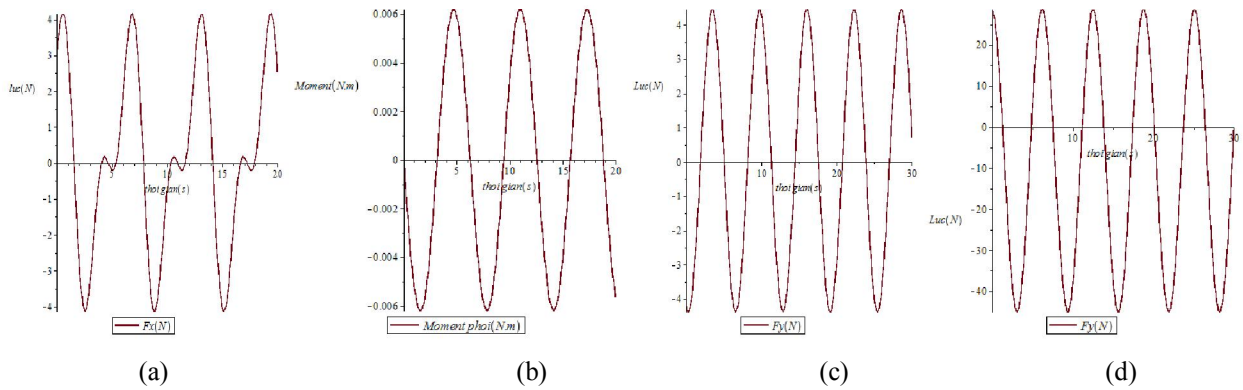 4
3
2
luc(N)
1
0
5
10
15
20
thoi gian(s)
-1
-2
-3
-4
Fx(N)
(a)
0.006
0.004
Moment(N.m)
0.002
0
5
10
15
20
thoi gian(s)
-0.002
-0.004
-0.006
Moment phoi(N.m)
(b)
4
3
Luc(N)
2
1
0
10
20
30
thoi gian(s)
-1
-2
-3
-4
Fy(N)
(c)
20
10
0
10
20
30
thoi gian(s)
-10
-20
Luc(N)
-30
-40
Fy(N)
(d)